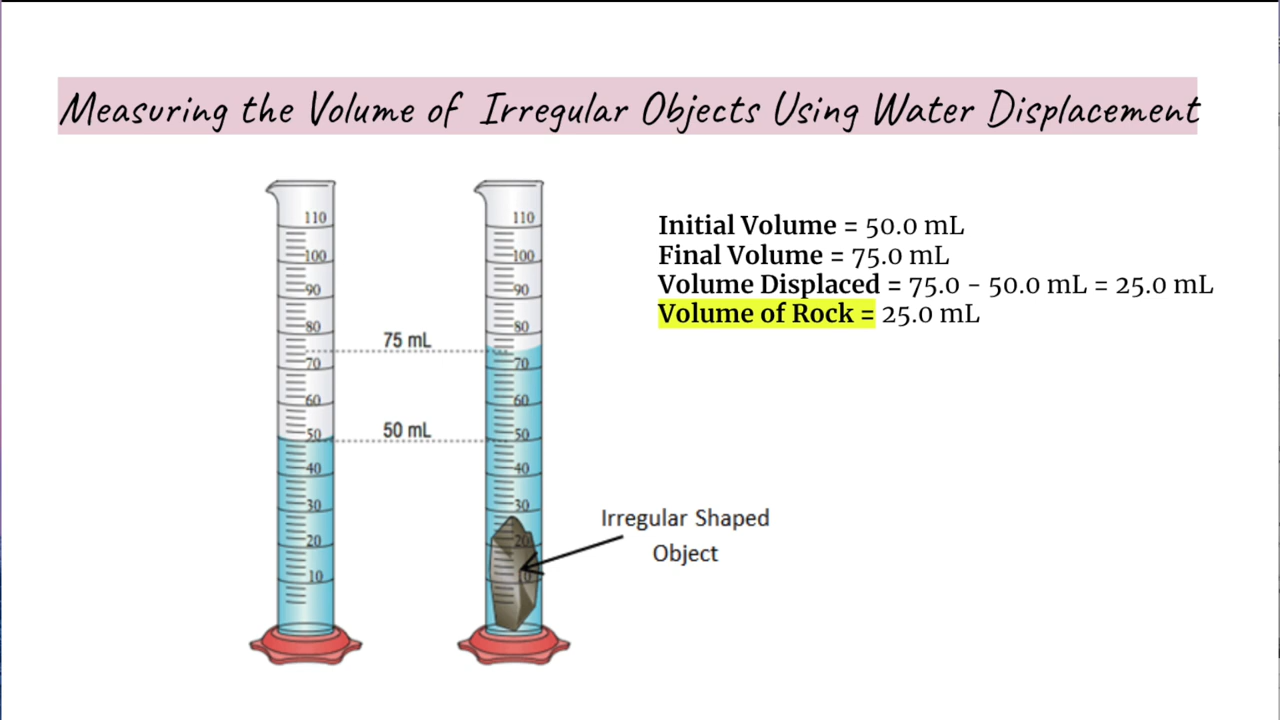 Measuring the Volume of Irregular Objects Using Water Displacement
110
100
90
80
70
60
50
40
30
20
10
75 mL
50 mL
110
100
90
80
70
60
50
40
30
20
10
Initial Volume = 50.0 mL
Final Volume = 75.0 mL
Volume Displaced = 75.0 - 50.0 mL = 25.0 mL
Volume of Rock = 25.0 mL
Irregular Shaped
Object